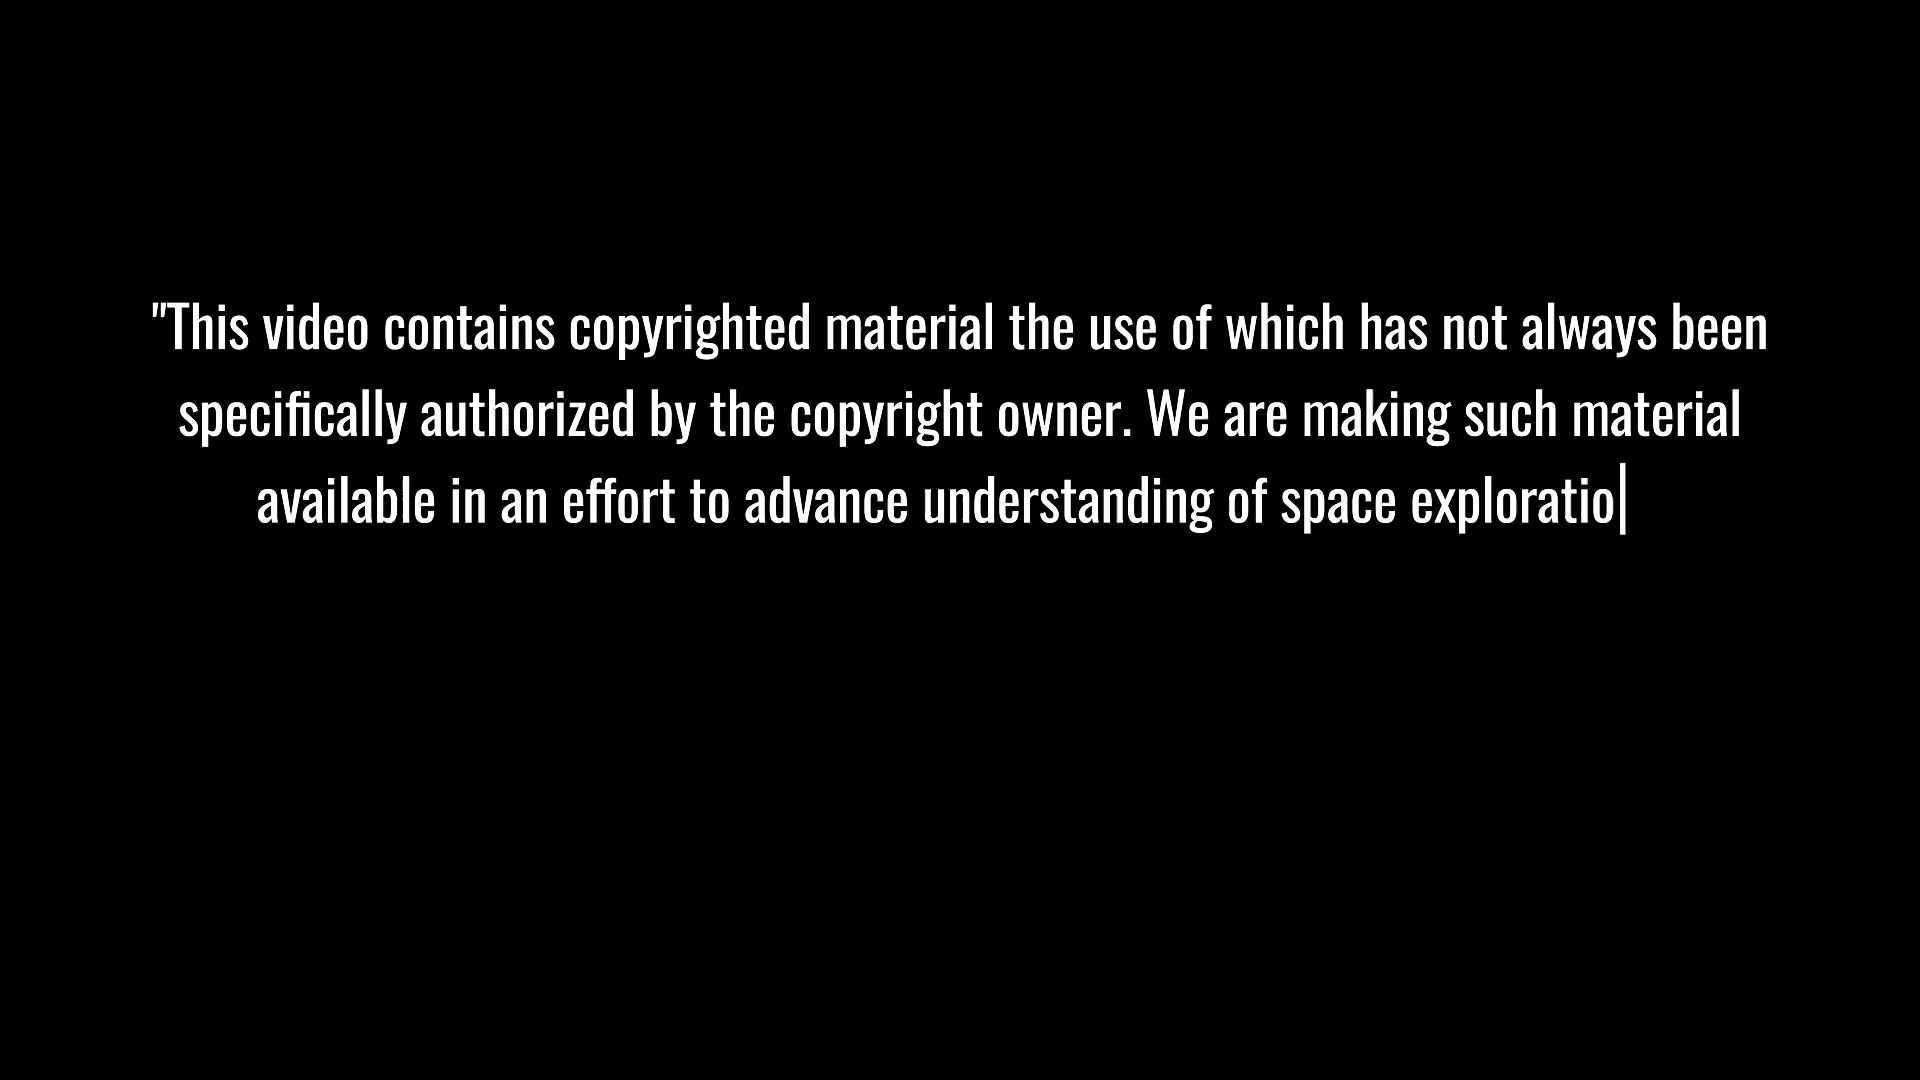 "This video contains copyrighted material the use of which has not always been
specifically authorized by the copyright owner. We are making such material
available in an effort to advance understanding of space exploratio